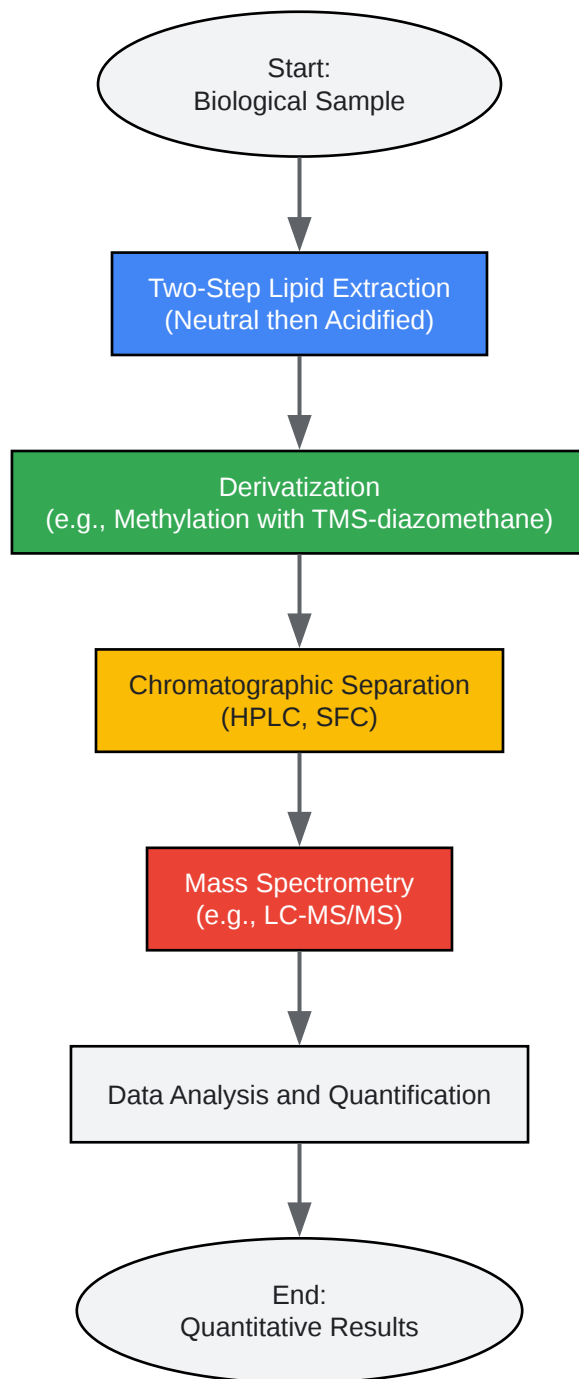 Start:
Biological Sample
Two-Step Lipid Extraction
(Neutral then Acidified)
Derivatization
(e.g., Methylation with TMS-diazomethane)
Chromatographic Separation
(HPLC, SFC)
Mass Spectrometry
(e.g., LC-MS/MS)
Data Analysis and Quantification
End:
Quantitative Results